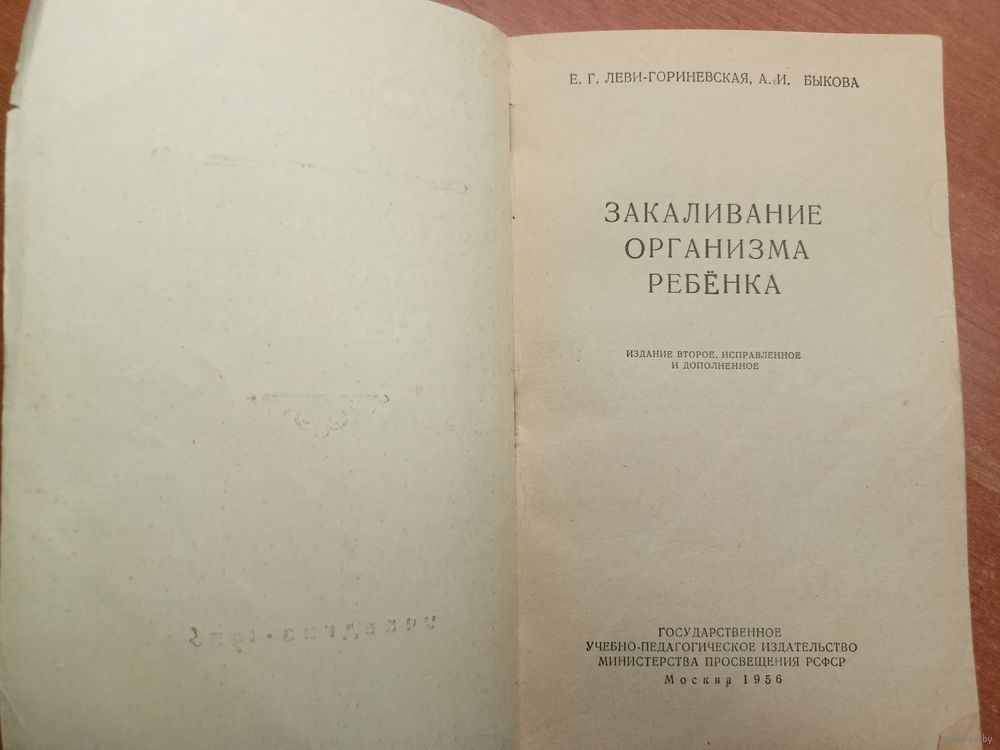 Е. Г. ЛЕВИ-ГОРИНЕВСКАЯ, А. И. БЫКОВА
ЗАКАЛИВАНИЕ
ОРГАНИЗМА
РЕБЁНКА
ИЗДАНИЕ ВТОРОЕ, ИСПРАВЛЕННОЕ
И ДОПОЛНЕННОЕ
ГОСУДАРСТВЕННОЕ
УЧЕБНО-ПЕДАГОГИЧЕСКОЕ ИЗДАТЕЛЬСТВО
МИНИСТЕРСТВА ПРОСВЕЩЕНИЯ РСФСР
Москва 1956